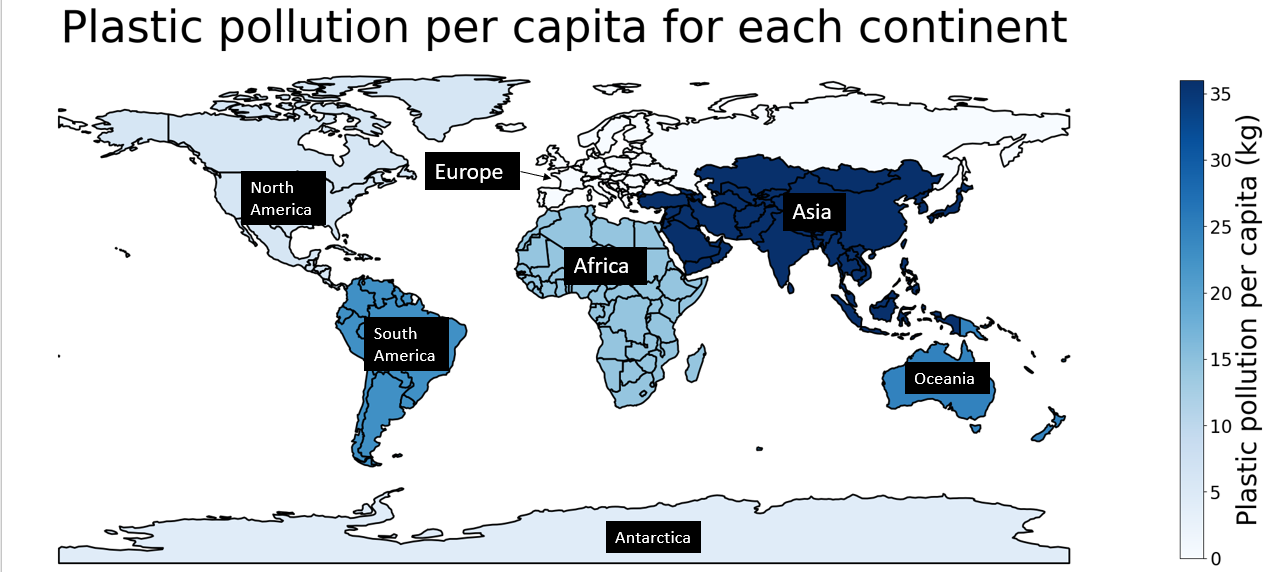 Plastic pollution per capita for each continent
North
America
Europe
Asia
Africa
South
America
Oceania
Antarctica
35
30
25
20
15
10
5
0
Plastic pollution per capita (kg)